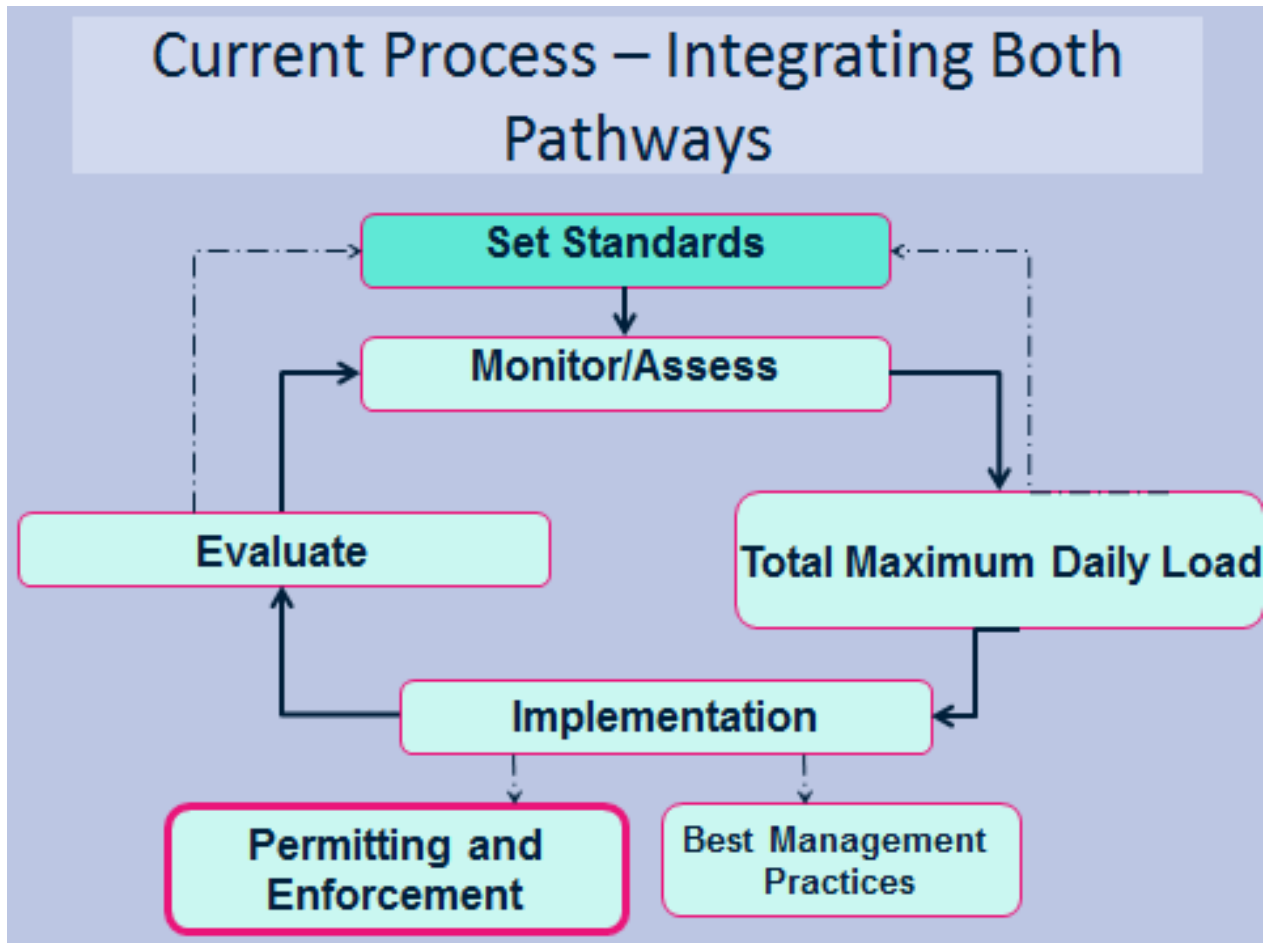 Current Process – Integrating Both
Pathways
Set Standards
Monitor/Assess
Evaluate
Total Maximum Daily Load
Implementation
Permitting and
Enforcement
Best Management
Practices